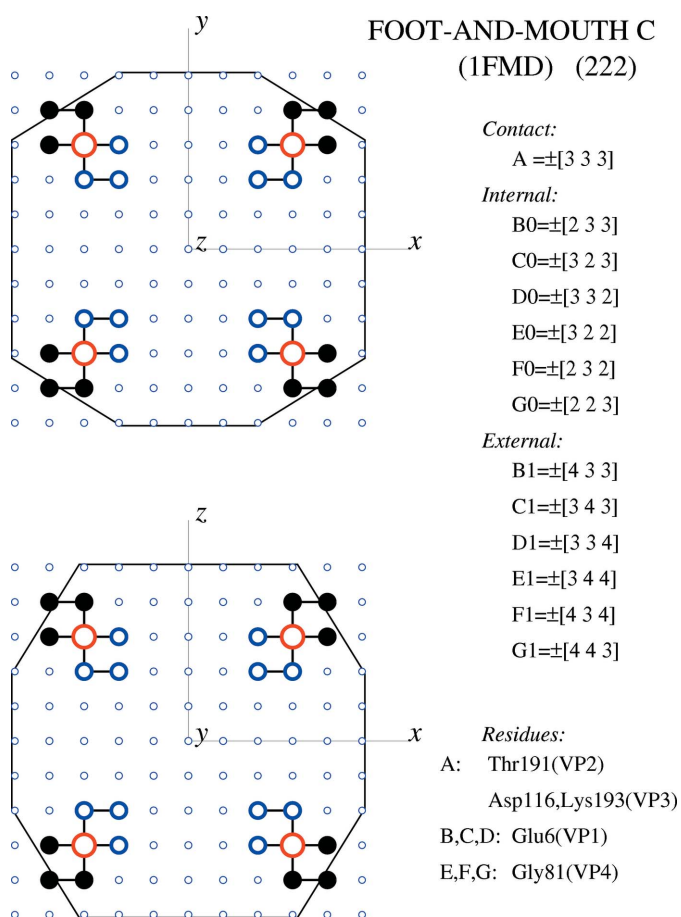 FOOT-AND-MOUTH C
(1FMD) (222)
y
x
z
Contact:
A =±[3 3 3]
Internal:
B0=±[2 3 3]
C0=±[3 2 3]
D0=±[3 3 2]
E0=±[3 2 2]
F0=±[2 3 2]
G0=±[2 2 3]
External:
B1=±[4 3 3]
C1=±[3 4 3]
D1=±[3 3 4]
E1=±[3 4 4]
F1=±[4 3 4]
G1=±[4 4 3]
z
x
y
Residues:
A: Thr191(VP2)
Asp116,Lys193(VP3)
B,C,D: Glu6(VP1)
E,F,G: Gly81(VP4)